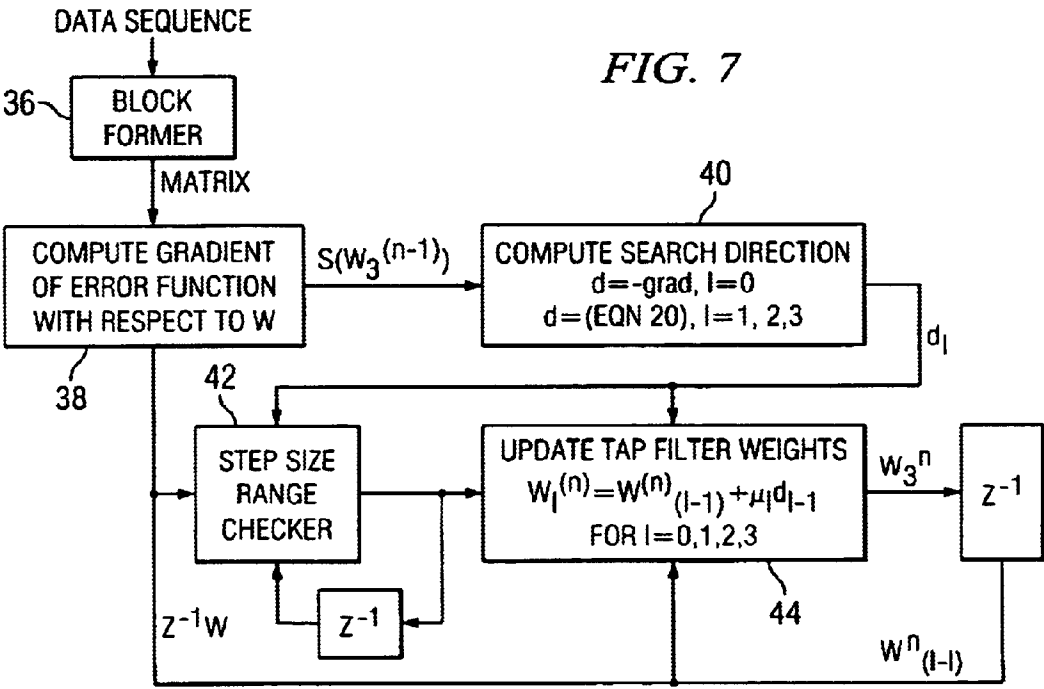 DATA SEQUENCE
FIG. 7
36
BLOCK
FORMER
MATRIX
40
COMPUTE GRADIENT
OF ERROR FUNCTION
WITH RESPECT TO W
S(W₃⁽ⁿ⁻¹⁾)
COMPUTE SEARCH DIRECTION
d=-grad, l=0
d=(EQN 20), l=1, 2,3
dₗ
38
42
STEP SIZE
RANGE
CHECKER
UPDATE TAP FILTER WEIGHTS
Wₗ⁽ⁿ⁾=W⁽ⁿ⁾₍ₗ₋₁₎+μₗdₗ₋₁
FOR l=0,1,2,3
W₃ⁿ
Z⁻¹
Z⁻¹
44
Z⁻¹W
Wⁿ₍ₗ₋ₗ₎